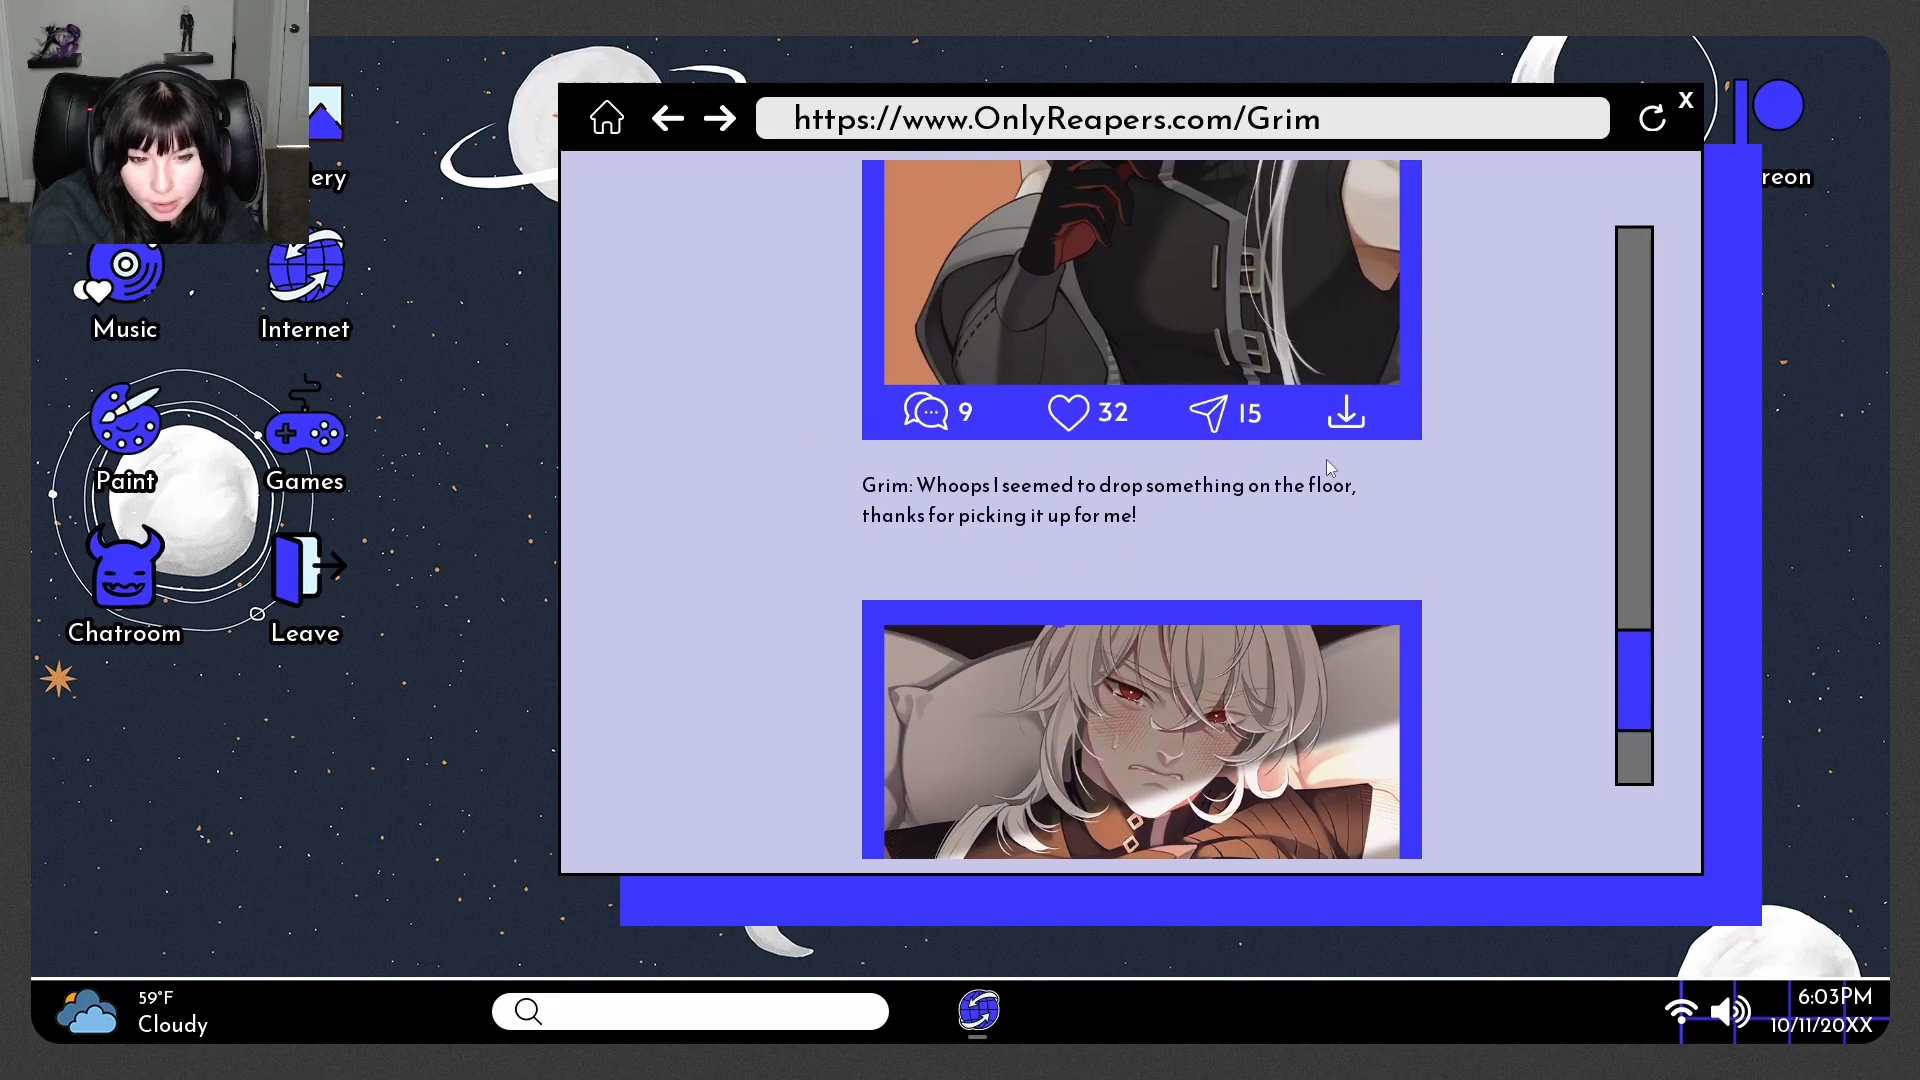 https://www.OnlyReapers.com/Grim
X
ery
reon
Music
Internet
Paint
Games
Chatroom
Leave
9
32
15
Grim: Whoops I seemed to drop something on the floor,
thanks for picking it up for me!
59°F
Cloudy
6:03PM
10/11/20XX